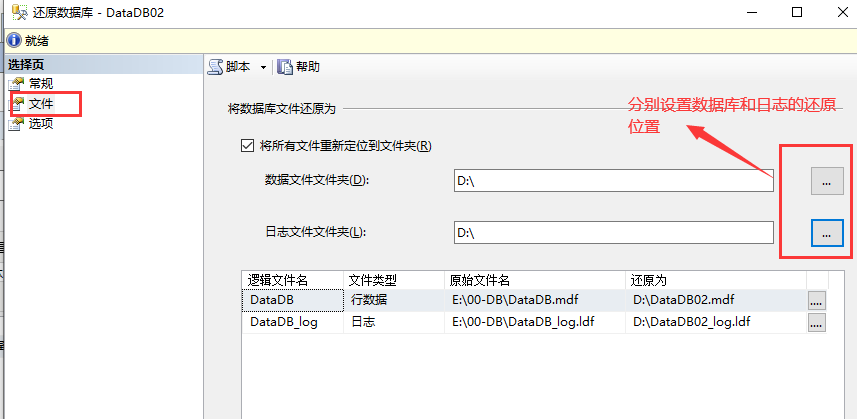 还原数据库 - DataDB02
就绪
选择页
常规
文件
选项
脚本 帮助
将数据库文件还原为
分别设置数据库和日志的还原
位置
将所有文件重新定位到文件夹(R)
数据文件文件夹(D): D:\ ...
日志文件文件夹(L): D:\ ...
逻辑文件名 文件类型 原始文件名 还原为
DataDB 行数据 E:\00-DB\DataDB.mdf D:\DataDB02.mdf ....
DataDB_log 日志 E:\00-DB\DataDB_log.ldf D:\DataDB02_log.ldf ....